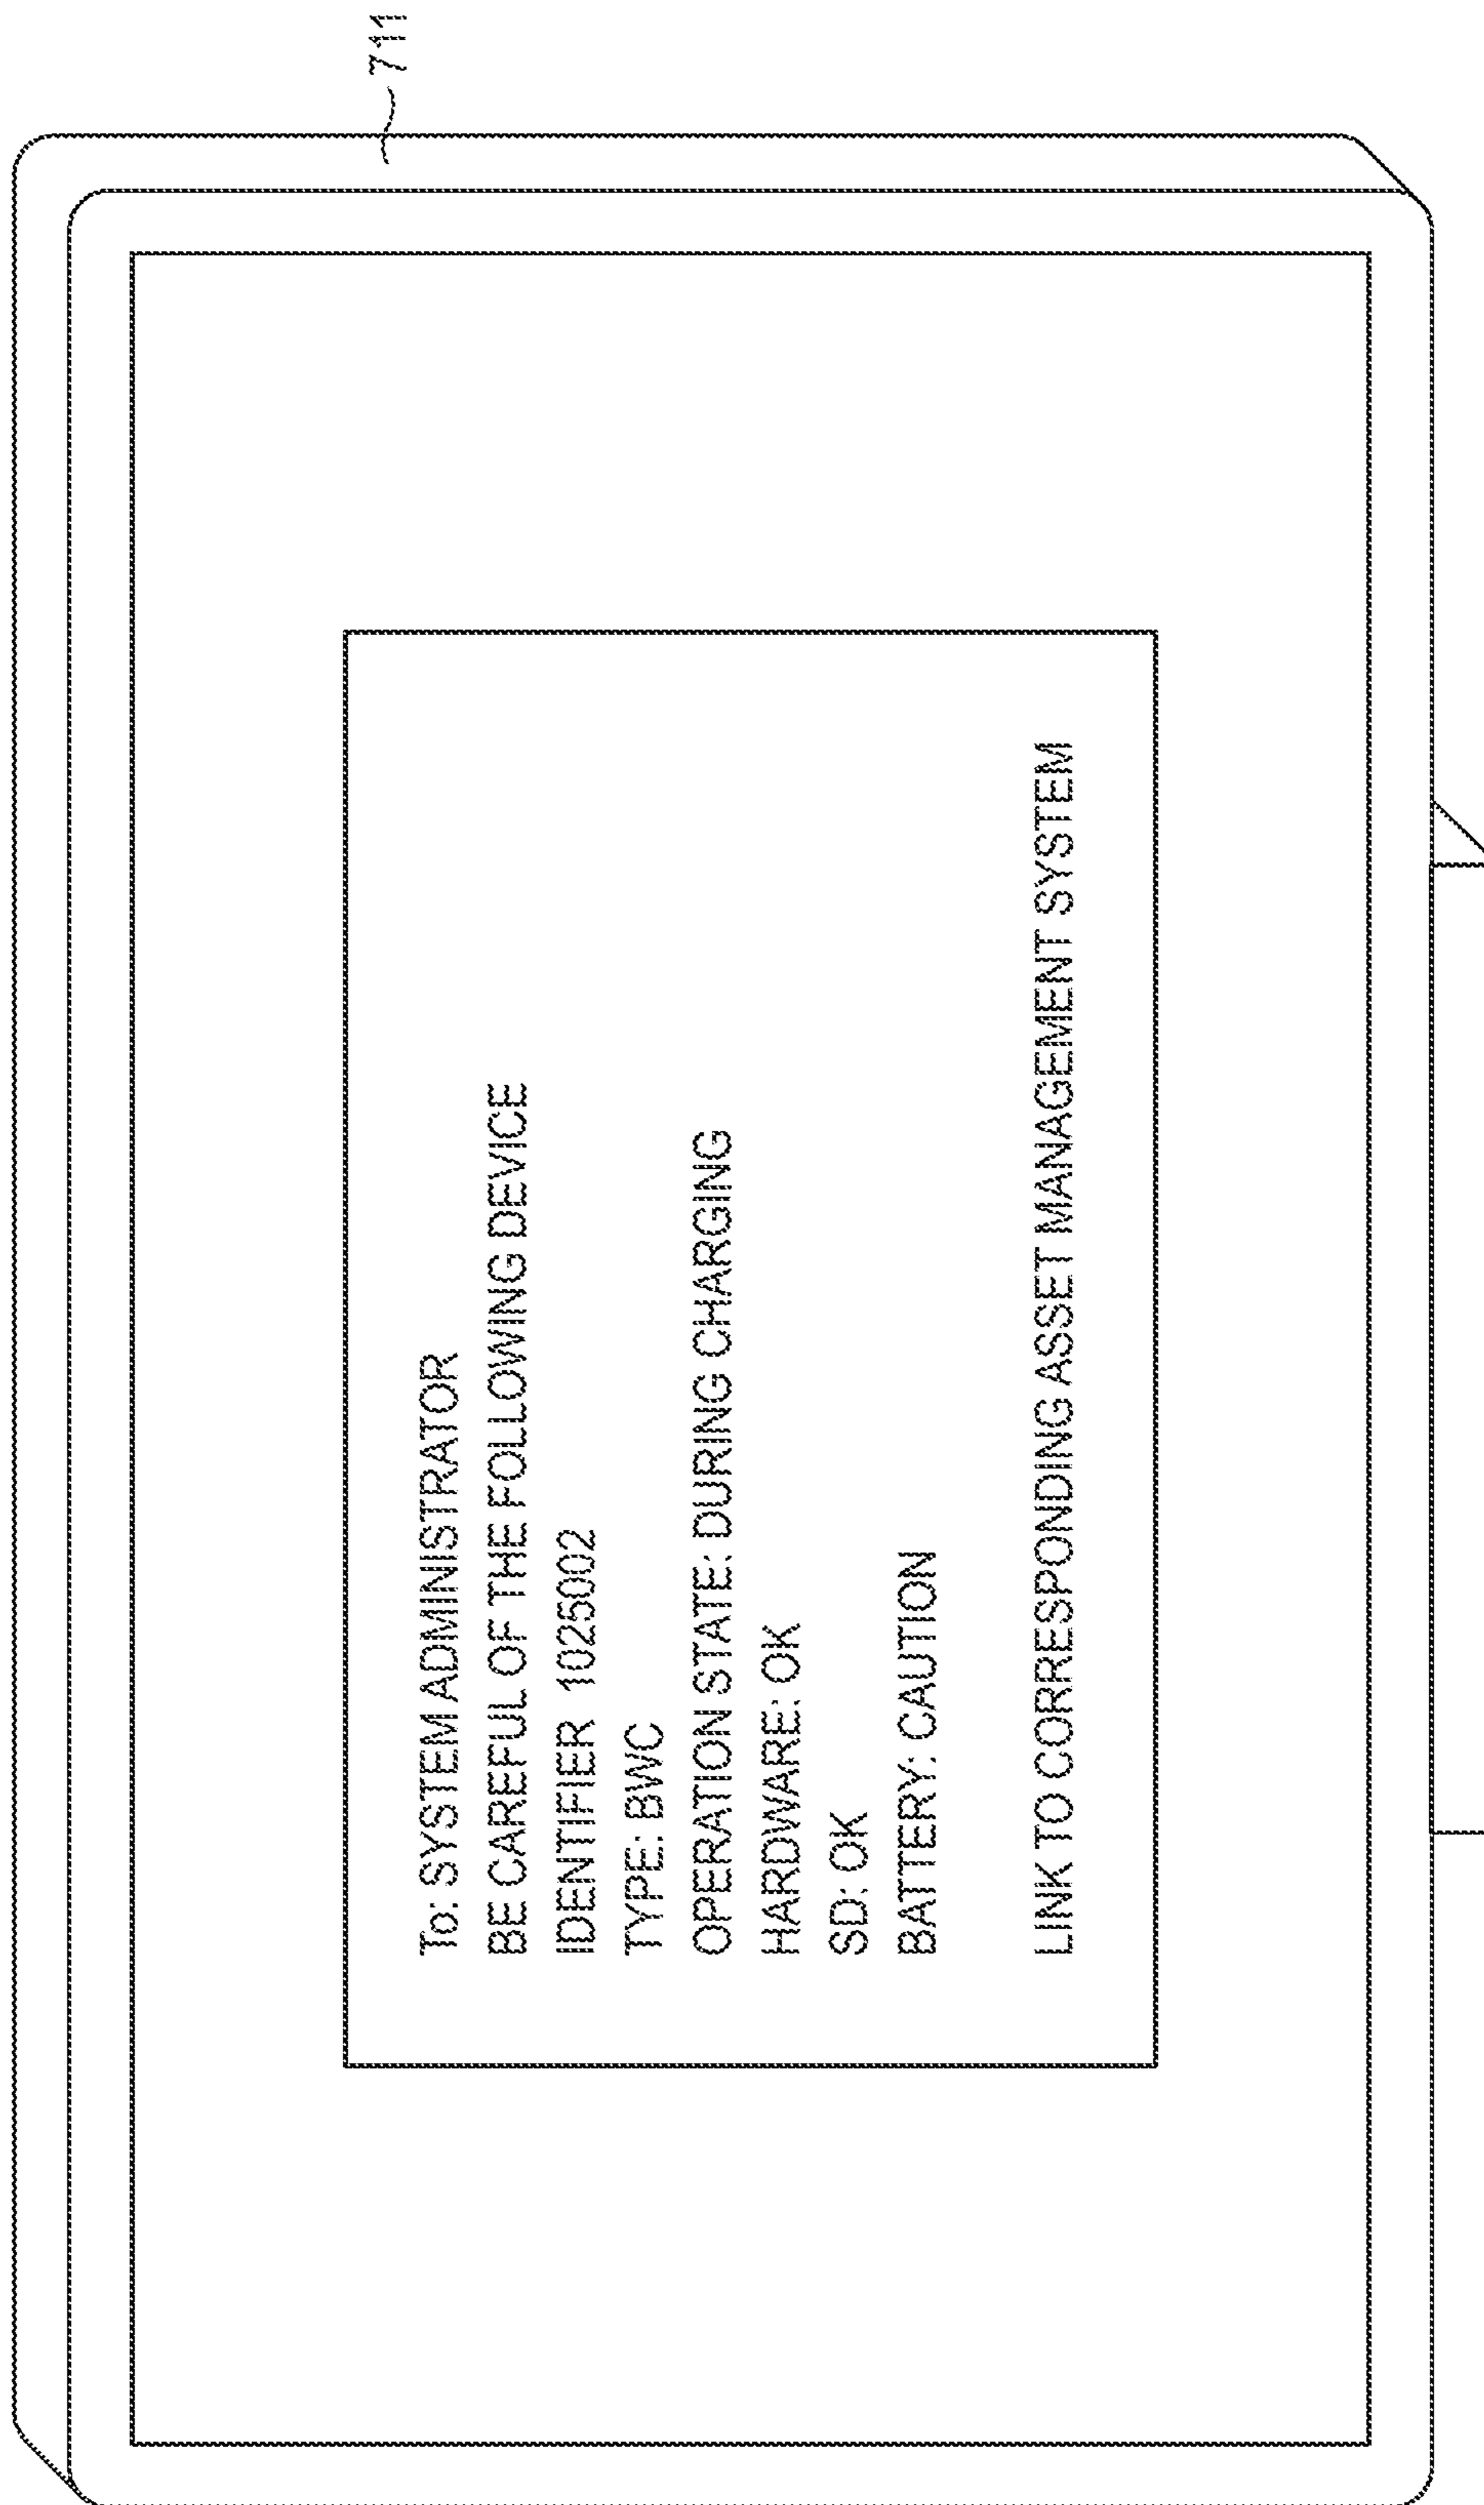 711
To: SYSTEM ADMINISTRATOR
BE CAREFUL OF THE FOLLOWING DEVICE
IDENTIFIER 1025002
TYPE: BWC
OPERATION STATE: DURING CHARGING
HARDWARE: OK
SD: OK
BATTERY: CAUTION
LINK TO CORRESPONDING ASSET MANAGEMENT SYSTEM